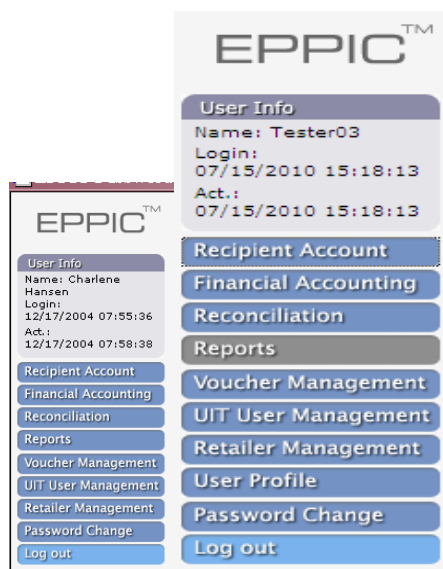 EPPIC™
User Info
Name: Charlene
Hansen
Login:
12/17/2004 07:55:36
Act.:
12/17/2004 07:58:38
Recipient Account
Financial Accounting
Reconciliation
Reports
Voucher Management
UIT User Management
Retailer Management
Password Change
Log out
EPPIC™
User Info
Name: Tester03
Login:
07/15/2010 15:18:13
Act.:
07/15/2010 15:18:13
Recipient Account
Financial Accounting
Reconciliation
Reports
Voucher Management
UIT User Management
Retailer Management
User Profile
Password Change
Log out